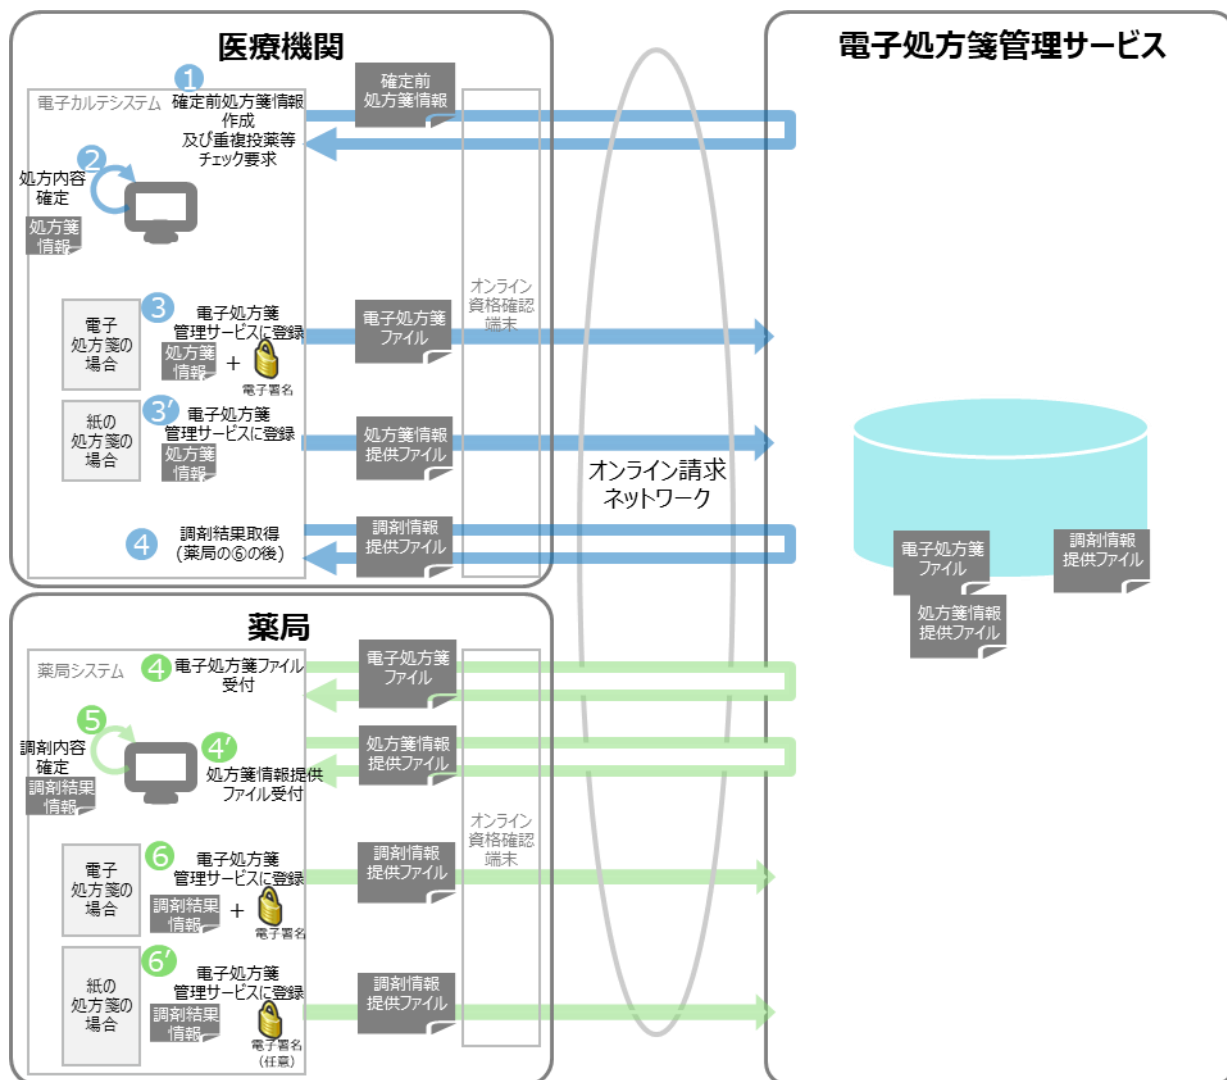 医療機関
電子カルテシステム
1
確定前処方箋情報
作成
及び重複投薬等
チェック要求
確定前
処方箋情報
2
処方内容
確定
処方箋
情報
オンライン
資格確認
端末
電子
処方箋の
場合
3
電子処方箋
管理サービスに登録
処方箋
情報
+
電子署名
電子処方箋
ファイル
紙の
処方箋の
場合
3′
電子処方箋
管理サービスに登録
処方箋
情報
処方箋情報
提供ファイル
4
調剤結果取得
(薬局の⑥の後)
調剤情報
提供ファイル
オンライン請求
ネットワーク
電子処方箋管理サービス
電子処方箋
ファイル
処方箋情報
提供ファイル
調剤情報
提供ファイル
薬局
薬局システム
4
電子処方箋ファイル
受付
電子処方箋
ファイル
5
調剤内容
確定
調剤結果
情報
4′
処方箋情報提供
ファイル受付
処方箋情報
提供ファイル
オンライン
資格確認
端末
電子
処方箋の
場合
6
電子処方箋
管理サービスに登録
調剤結果
情報
+
電子署名
調剤情報
提供ファイル
紙の
処方箋の
場合
6′
電子処方箋
管理サービスに登録
調剤結果
情報
電子署名
(任意)
調剤情報
提供ファイル